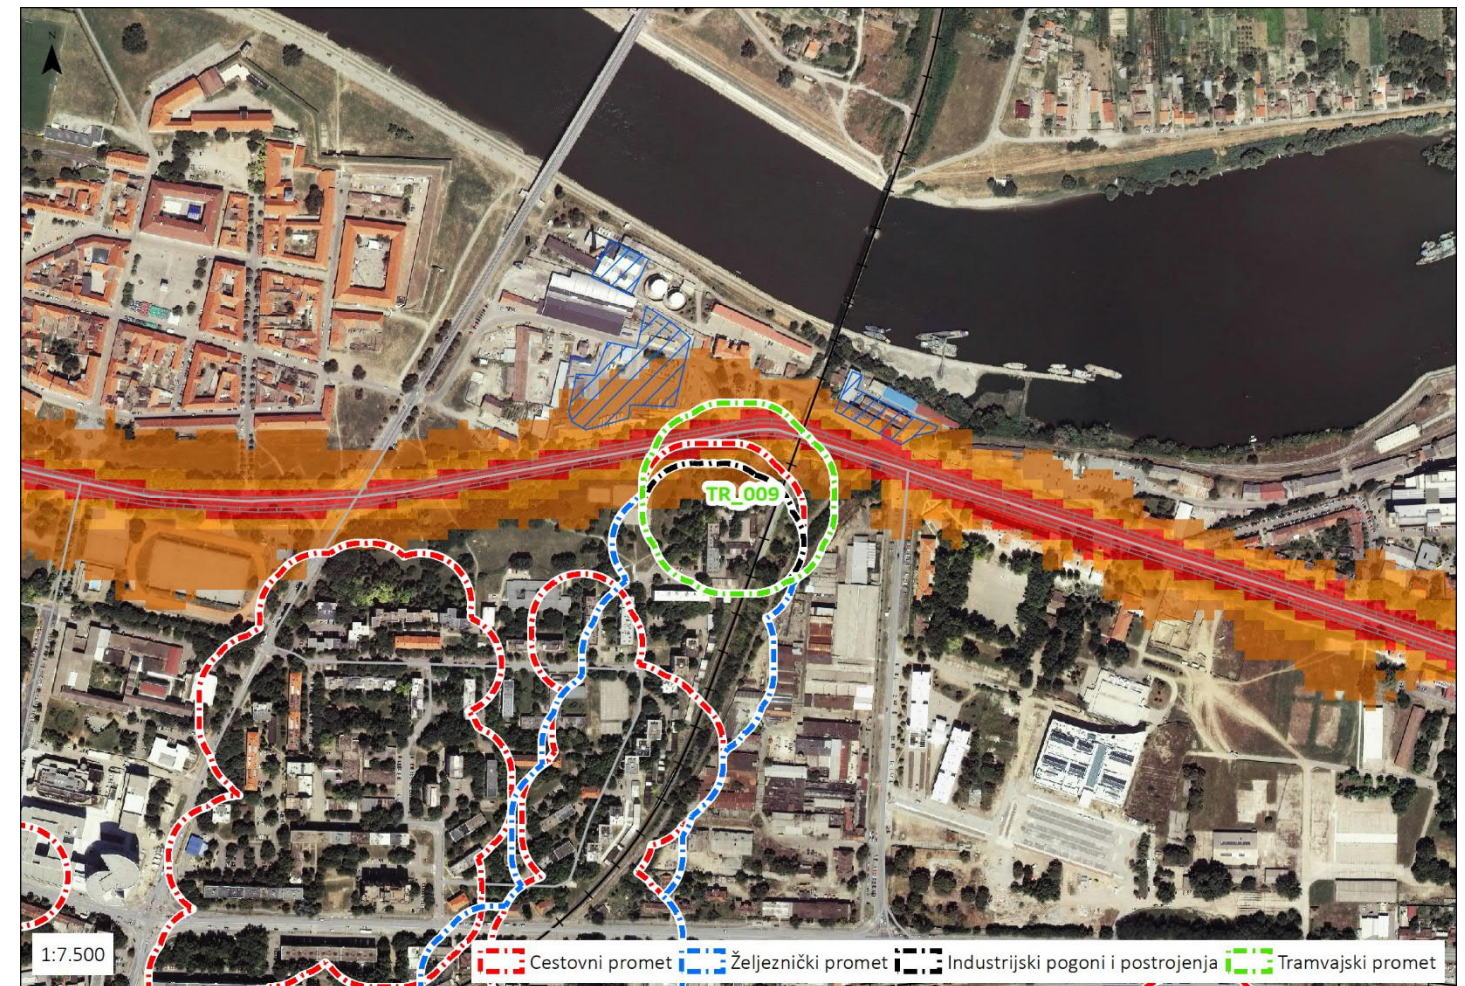 N
TR_009
1:7.500
Cestovni promet
Željeznički promet
Industrijski pogoni i postrojenja
Tramvajski promet